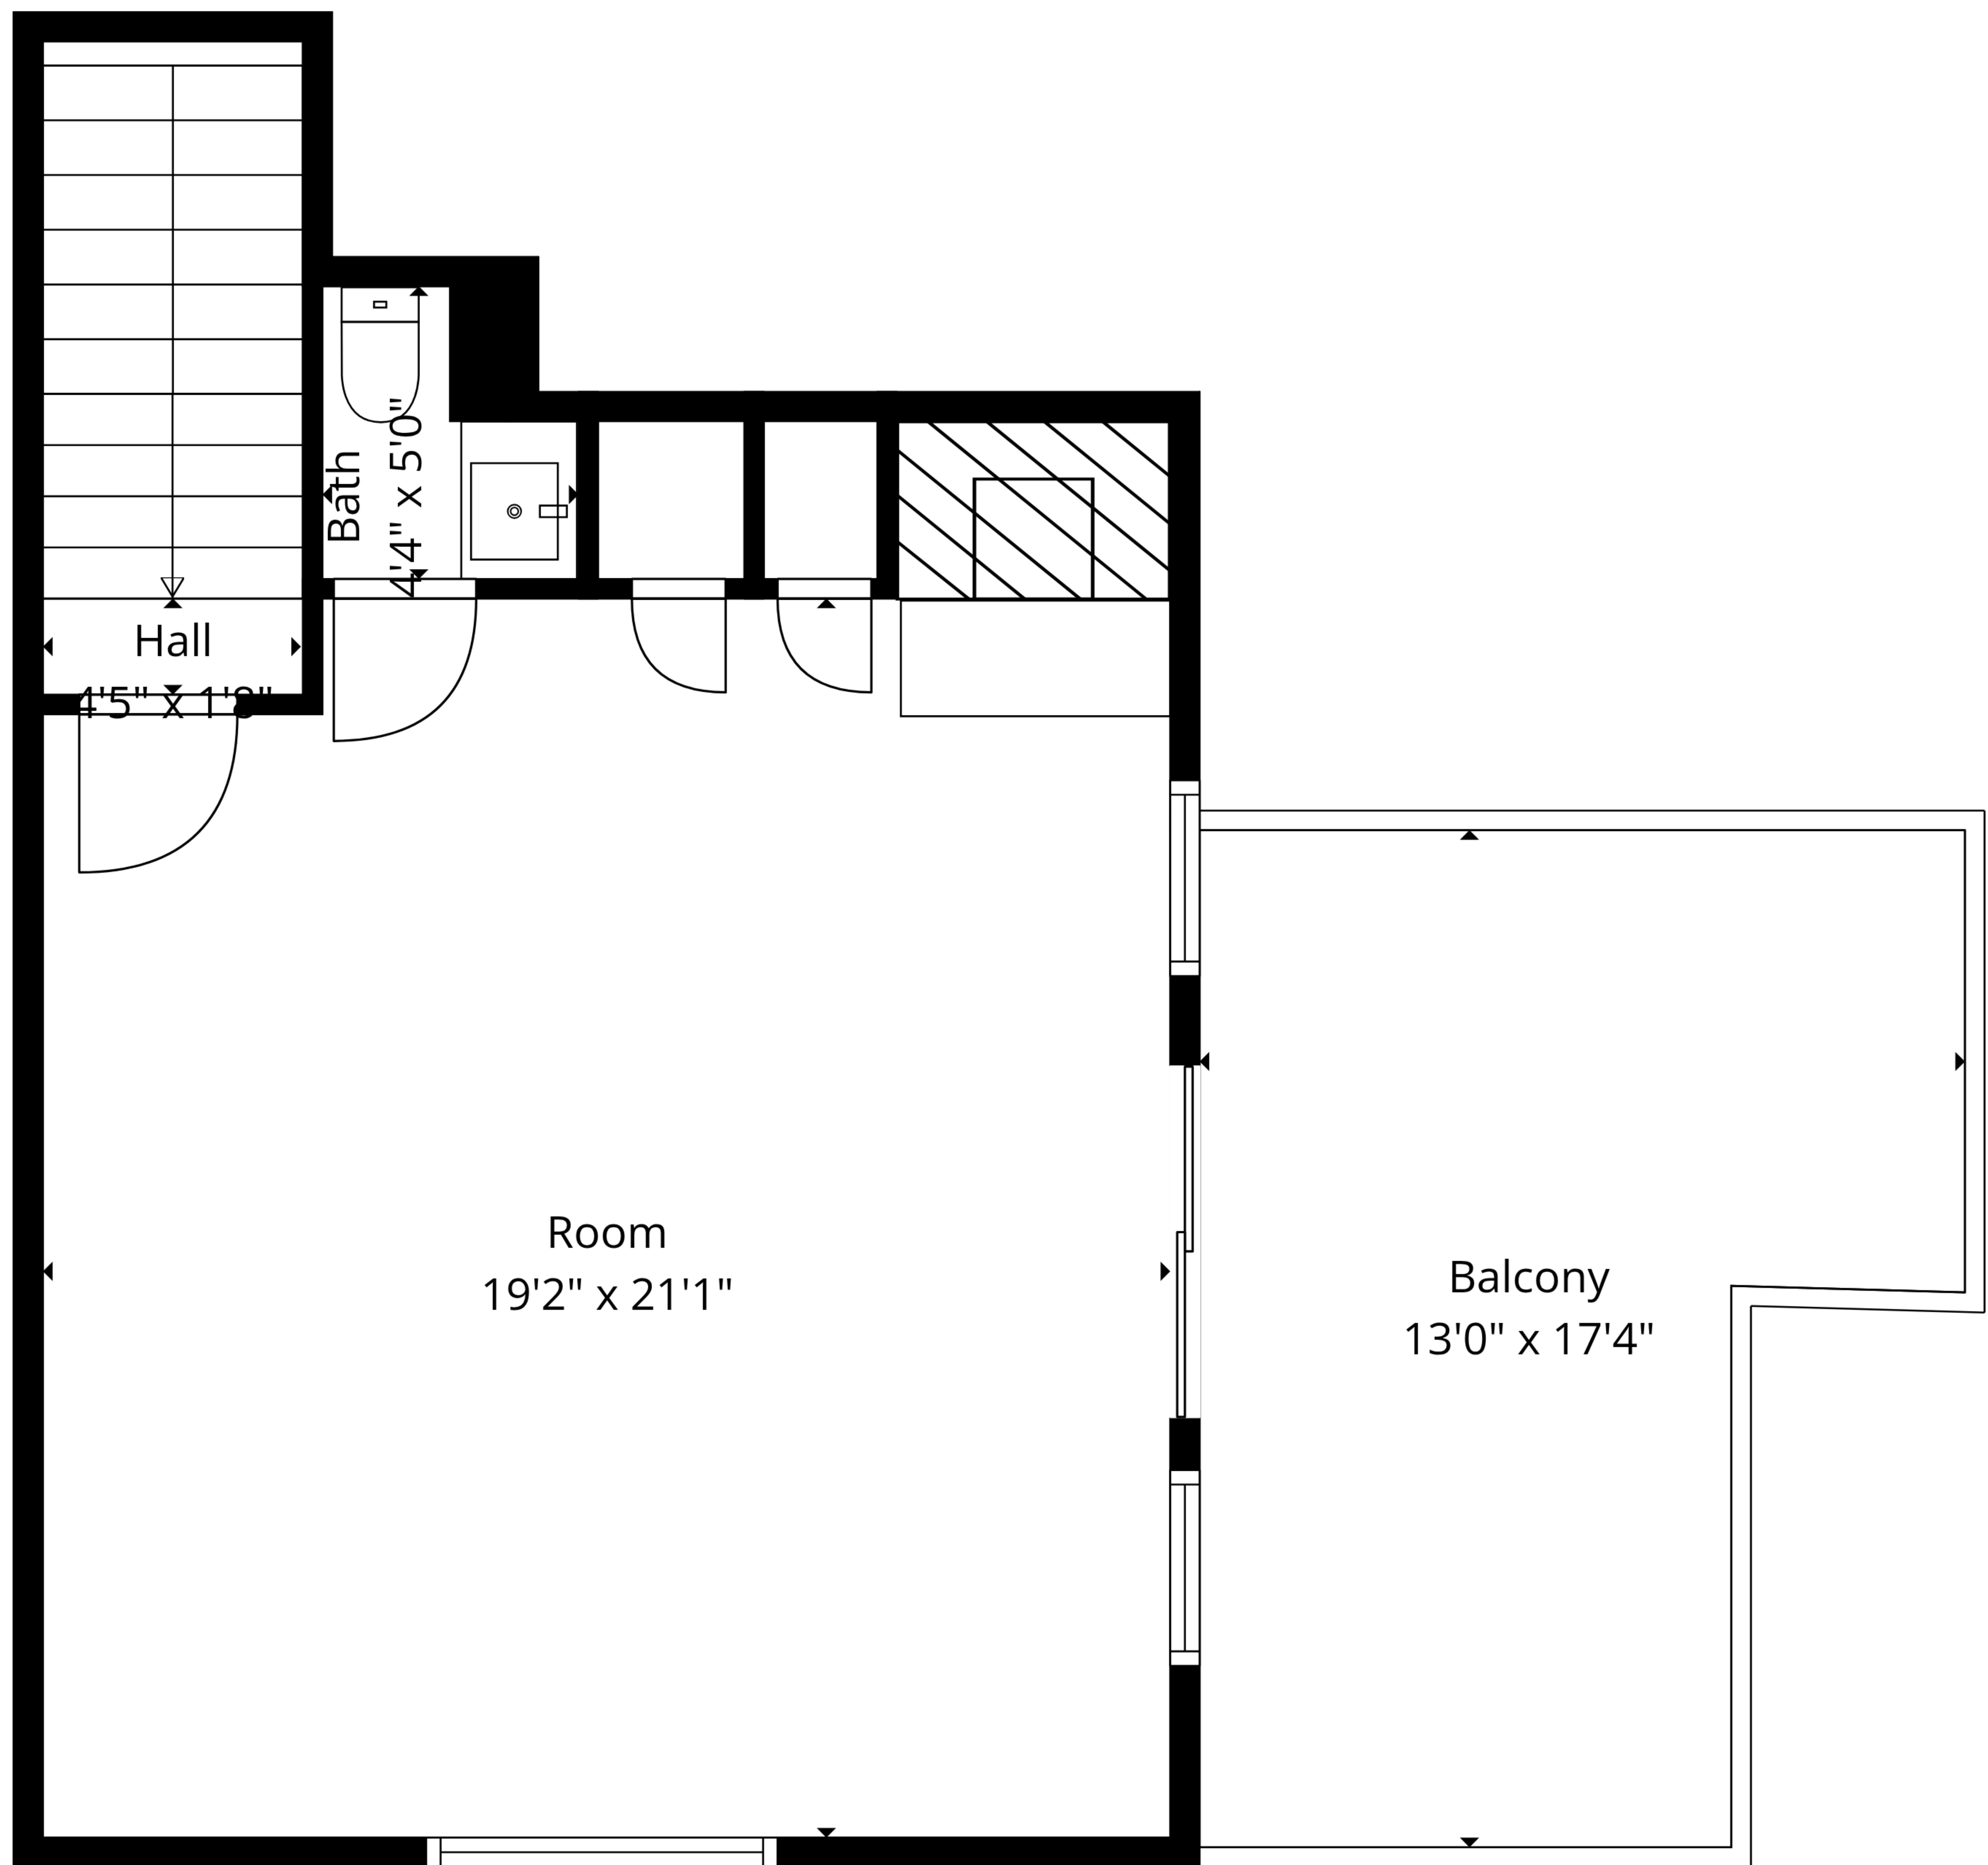 Bath
4'4" x 5'0"
Hall
4'5" x 1'8"
Room
19'2" x 21'1"
Balcony
13'0" x 17'4"